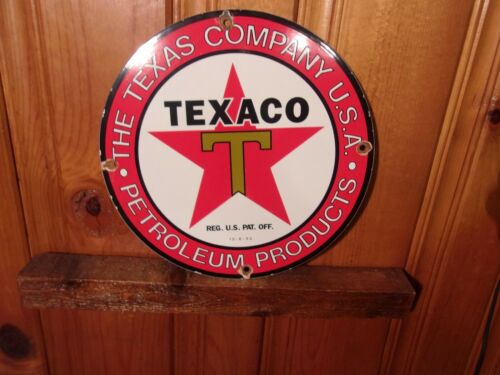 THE TEXAS COMPANY U.S.A.
TEXACO
T
REG. U.S. PAT. OFF.
• PETROLEUM PRODUCTS •